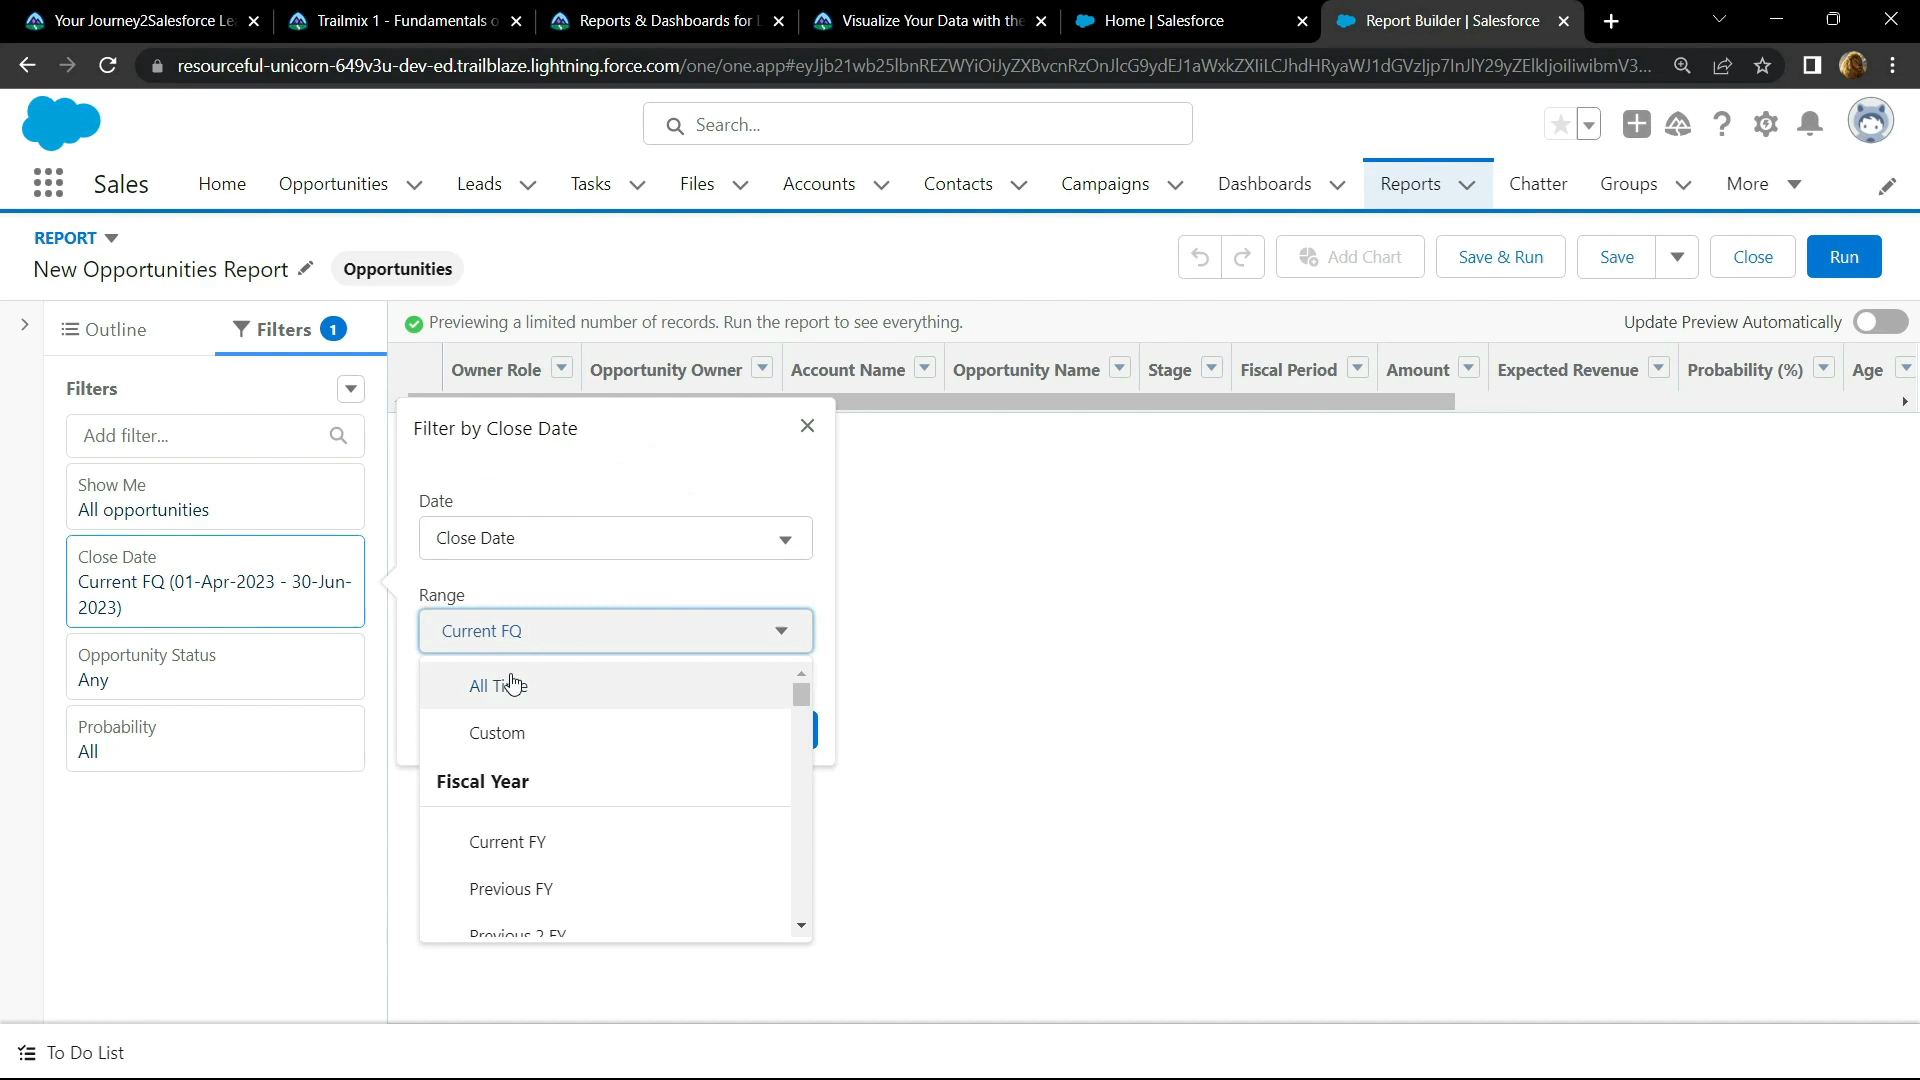 Your Journey2Salesforce Le
Trailmix 1 - Fundamentals o
Reports & Dashboards for L
Visualize Your Data with the
Home | Salesforce
Report Builder | Salesforce
resourceful-unicorn-649v3u-dev-ed.trailblaze.lightning.force.com/one/one.app#eyJjb21wb25lbnREZWYiOiJyZXBvcnRzOnJlcG9ydEJ1aWxkZXIiLCJhdHRyaWJ1dGVzIjp7InJlY29yZElkIjoiIiwibmV3...
Search...
Sales
Home
Opportunities
Leads
Tasks
Files
Accounts
Contacts
Campaigns
Dashboards
Reports
Chatter
Groups
More
REPORT
New Opportunities Report
Opportunities
Add Chart
Save & Run
Save
Close
Run
Outline
Filters 1
Previewing a limited number of records. Run the report to see everything.
Update Preview Automatically
Owner Role
Opportunity Owner
Account Name
Opportunity Name
Stage
Fiscal Period
Amount
Expected Revenue
Probability (%)
Age
Filters
Add filter...
Show Me
All opportunities
Close Date
Current FQ (01-Apr-2023 - 30-Jun-
2023)
Opportunity Status
Any
Probability
All
Filter by Close Date
Date
Close Date
Range
Current FQ
All Time
Custom
Fiscal Year
Current FY
Previous FY
Previous 2 FY
To Do List